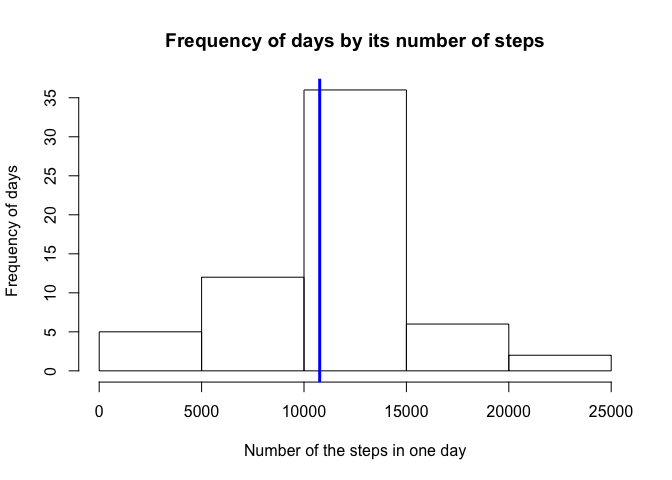 Frequency of days by its number of steps
Frequency of days
35
30
25
20
15
10
5
0
0 5000 10000 15000 20000 25000
Number of the steps in one day